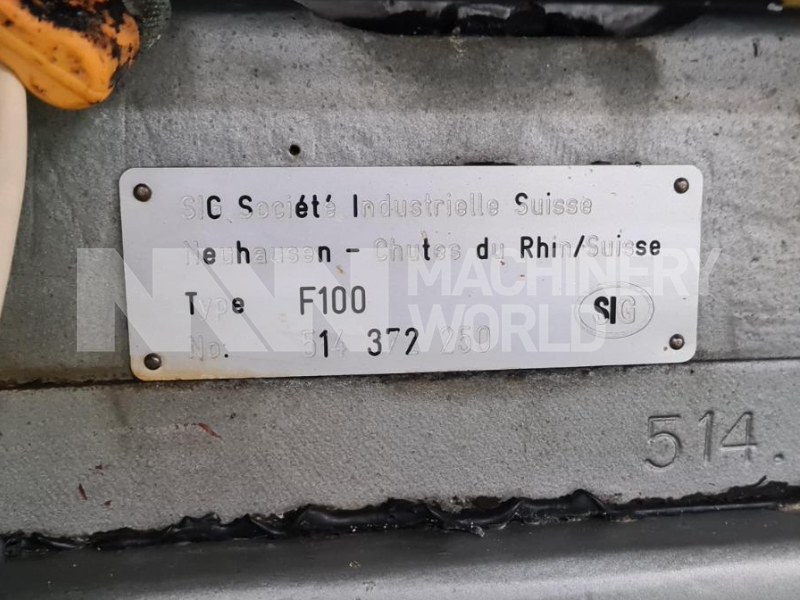 SIG Société Industrielle Suisse
Neuhausen - Chutes du Rhin/Suisse
Type F100
No. 514 372 250
SIG
514.
MACHINERY
WORLD